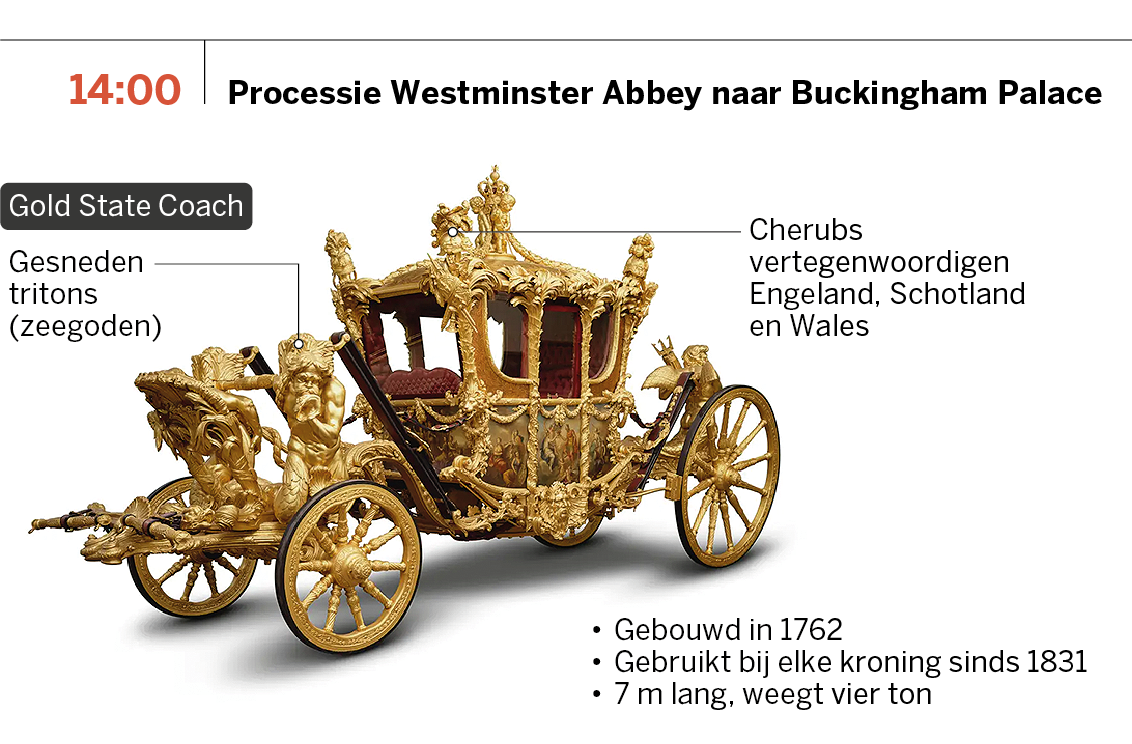 14:00
Processie Westminster Abbey naar Buckingham Palace
Gold State Coach
Gesneden
tritons
(zeegoden)
Cherubs
vertegenwoordigen
Engeland, Schotland
en Wales
• Gebouwd in 1762
• Gebruikt bij elke kroning sinds 1831
• 7 m lang, weegt vier ton